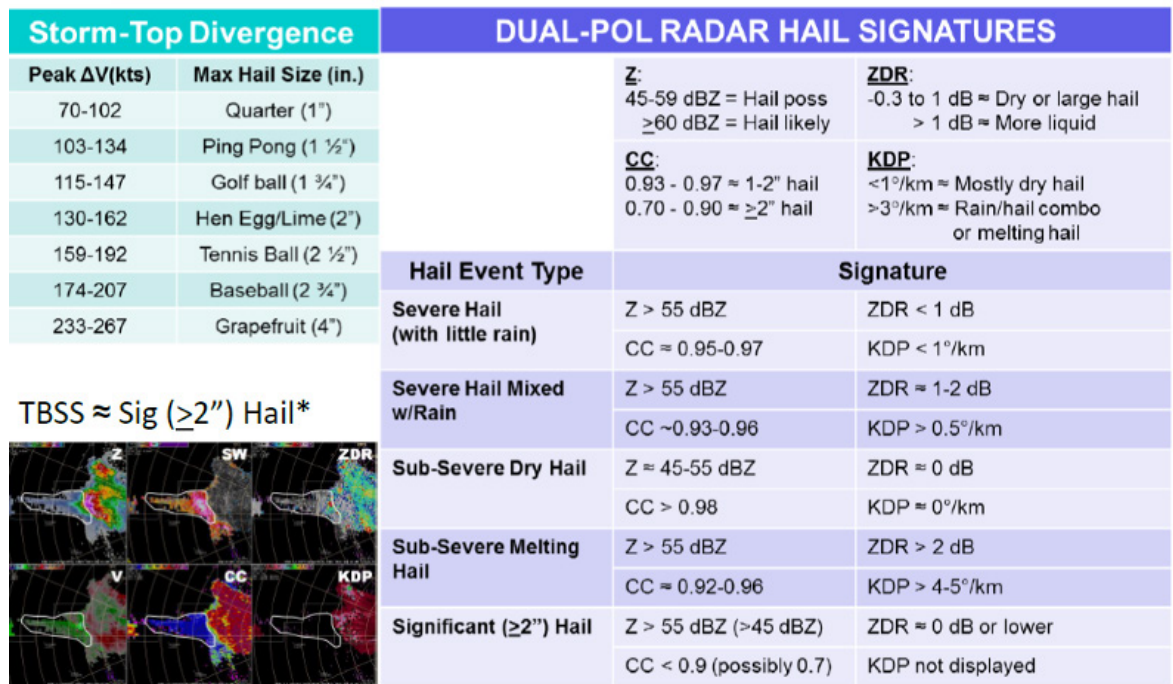 Storm-Top Divergence
Peak ΔV(kts) Max Hail Size (in.)
70-102 Quarter (1")
103-134 Ping Pong (1 ½")
115-147 Golf ball (1 ¾")
130-162 Hen Egg/Lime (2")
159-192 Tennis Ball (2 ½")
174-207 Baseball (2 ¾")
233-267 Grapefruit (4")
TBSS ≈ Sig (≥2") Hail*
Z SW ZDR
V CC KDP
DUAL-POL RADAR HAIL SIGNATURES
Z:
45-59 dBZ = Hail poss
≥60 dBZ = Hail likely
ZDR:
-0.3 to 1 dB ≈ Dry or large hail
> 1 dB ≈ More liquid
CC:
0.93 - 0.97 ≈ 1-2" hail
0.70 - 0.90 ≈ ≥2" hail
KDP:
<1°/km ≈ Mostly dry hail
>3°/km ≈ Rain/hail combo
or melting hail
Hail Event Type Signature
Severe Hail
(with little rain)
Z > 55 dBZ ZDR < 1 dB
CC ≈ 0.95-0.97 KDP < 1°/km
Severe Hail Mixed
w/Rain
Z > 55 dBZ ZDR ≈ 1-2 dB
CC ~0.93-0.96 KDP > 0.5°/km
Sub-Severe Dry Hail
Z ≈ 45-55 dBZ ZDR ≈ 0 dB
CC > 0.98 KDP ≈ 0°/km
Sub-Severe Melting
Hail
Z > 55 dBZ ZDR > 2 dB
CC ≈ 0.92-0.96 KDP > 4-5°/km
Significant (≥2") Hail
Z > 55 dBZ (>45 dBZ) ZDR ≈ 0 dB or lower
CC < 0.9 (possibly 0.7) KDP not displayed